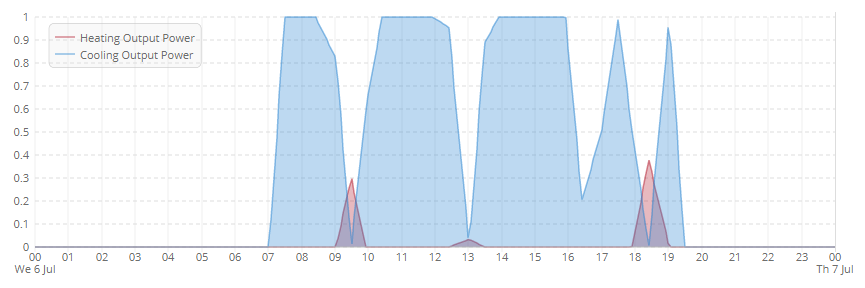 1
0.9
0.8
0.7
0.6
0.5
0.4
0.3
0.2
0.1
0
Heating Output Power
Cooling Output Power
00 01 02 03 04 05 06 07 08 09 10 11 12 13 14 15 16 17 18 19 20 21 22 23 00
We 6 Jul Th 7 Jul